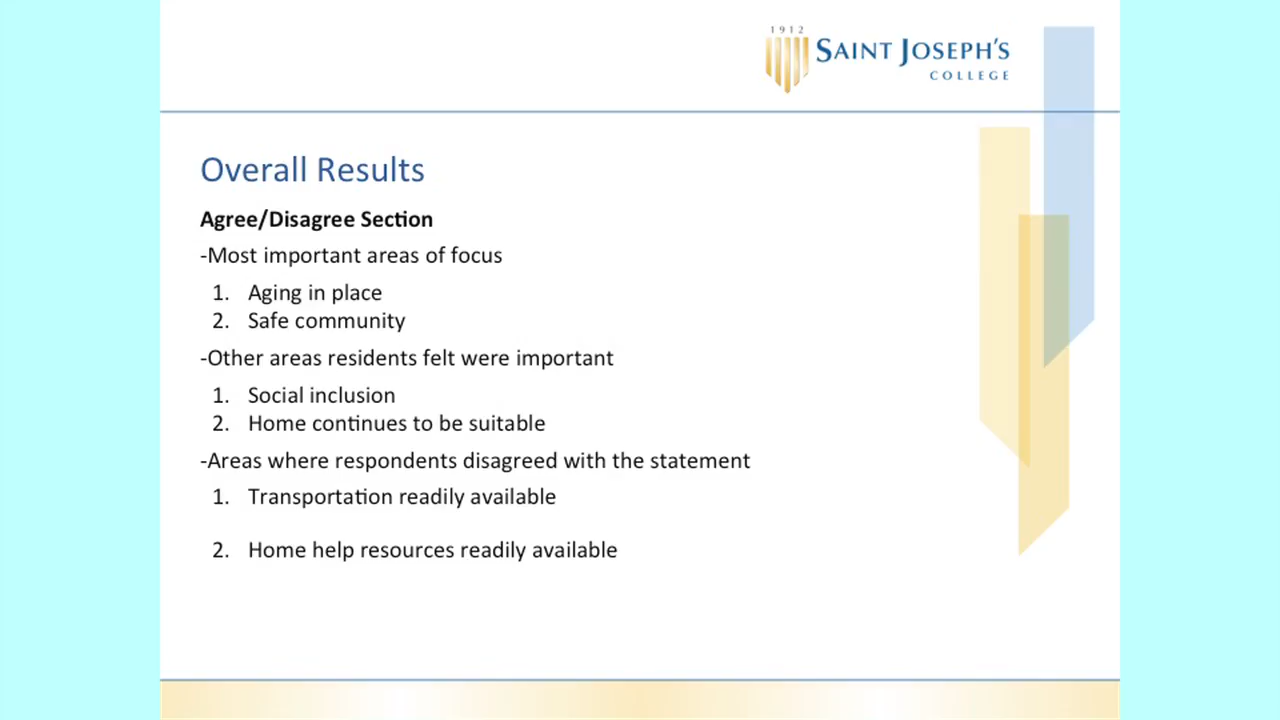 1912
SAINT JOSEPH'S
COLLEGE
Overall Results
Agree/Disagree Section
-Most important areas of focus
1. Aging in place
2. Safe community
-Other areas residents felt were important
1. Social inclusion
2. Home continues to be suitable
-Areas where respondents disagreed with the statement
1. Transportation readily available
2. Home help resources readily available